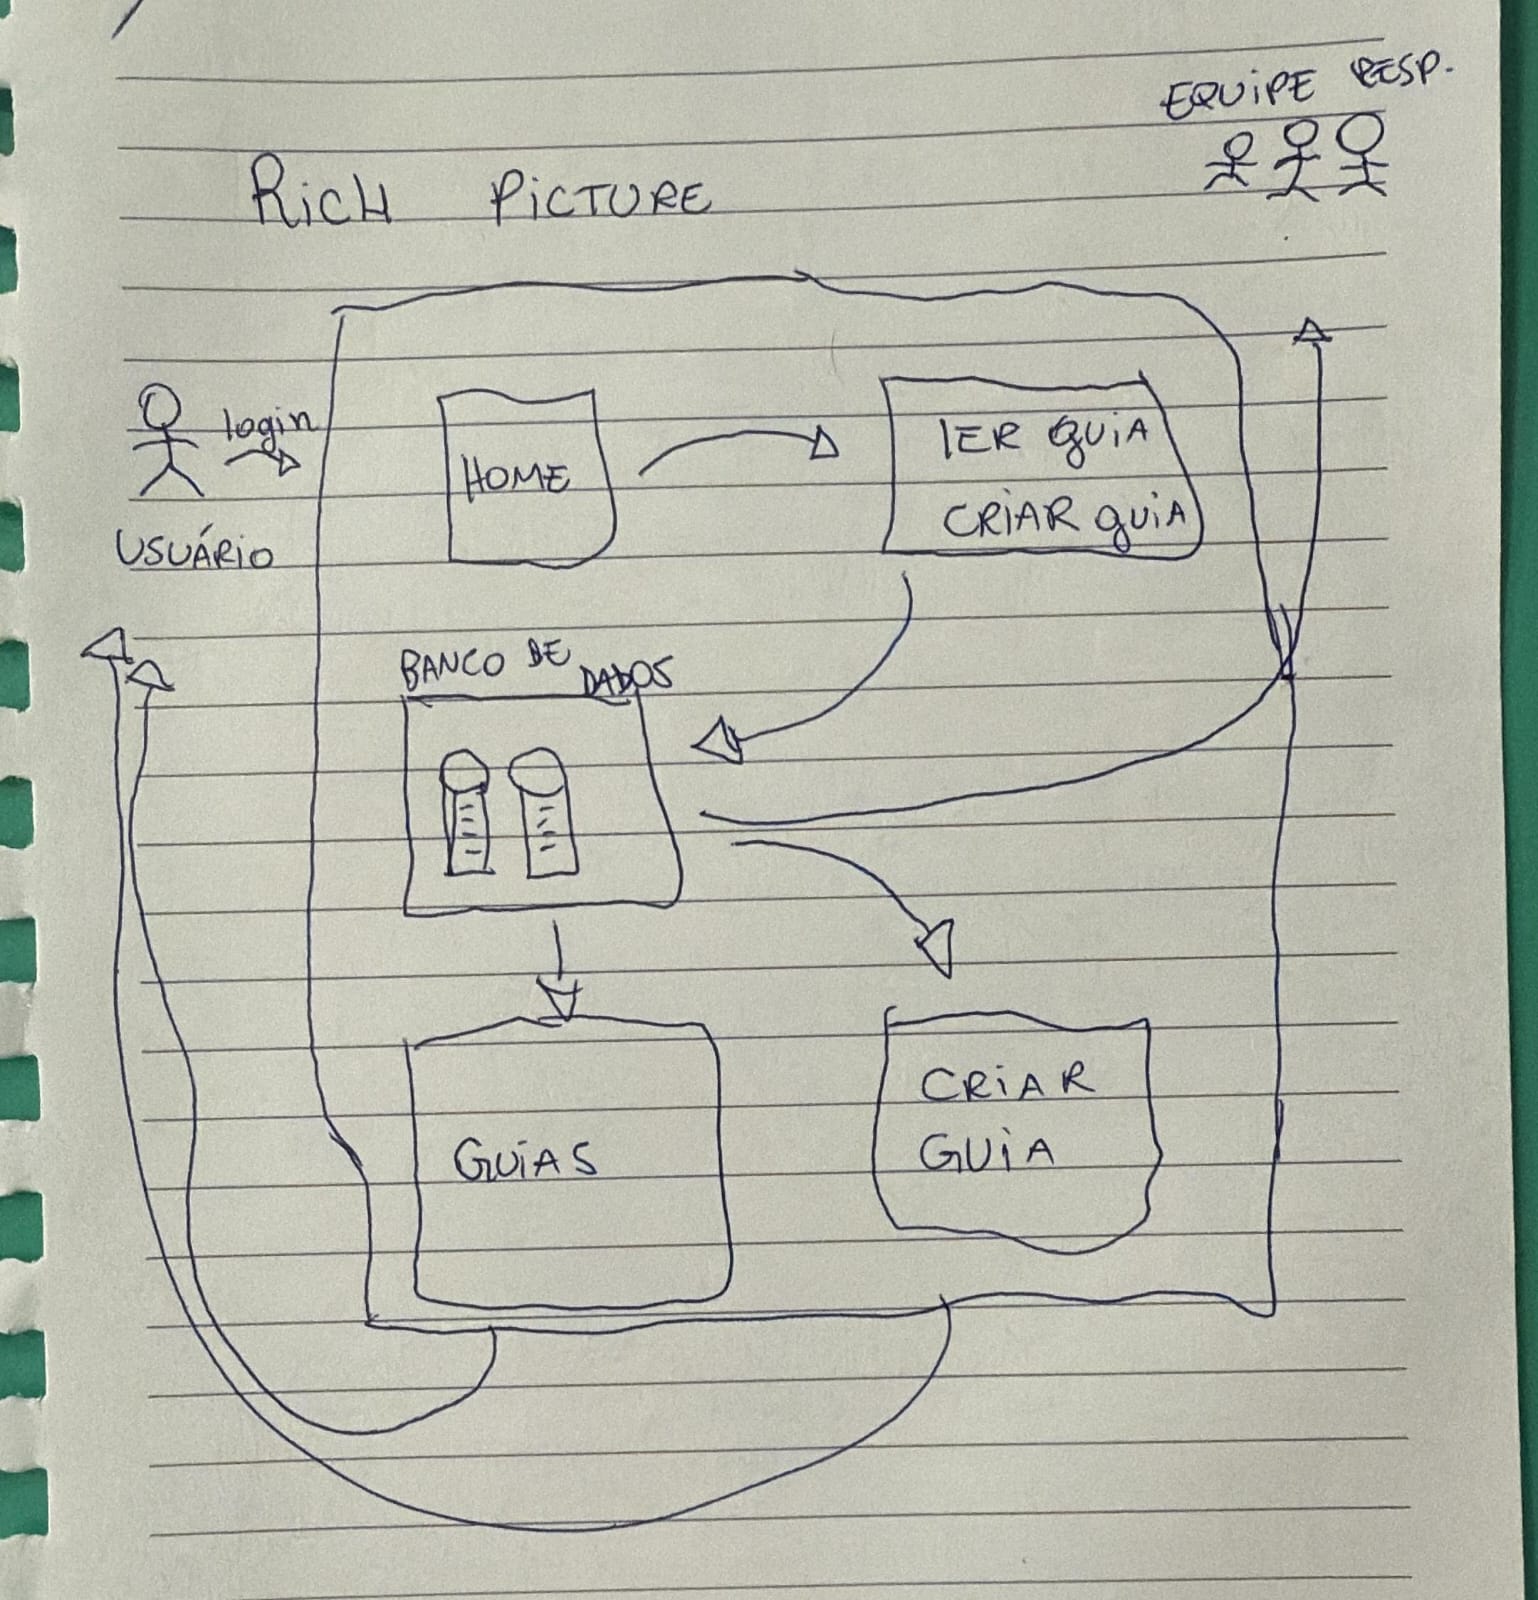 EQUIPE RESP.
RICH PICTURE
login
USUÁRIO
HOME
LER GUIA
CRIAR GUIA
BANCO DE DADOS
GUIAS
CRIAR
GUIA